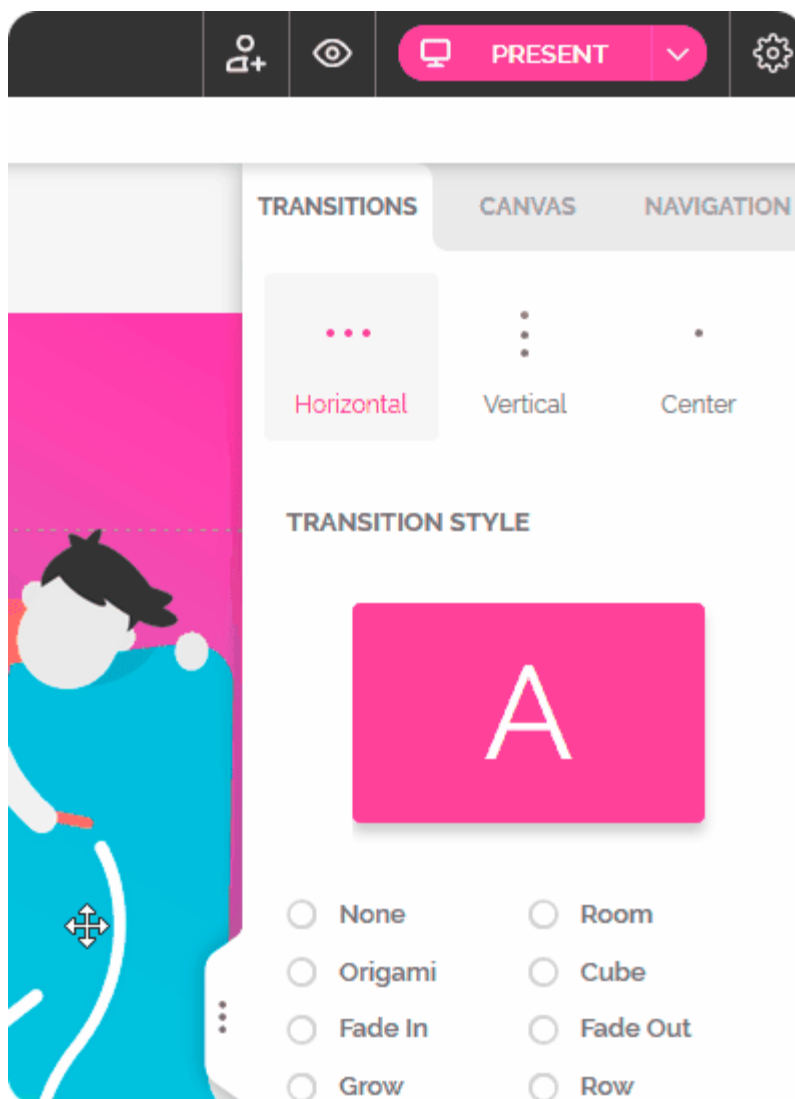 PRESENT
TRANSITIONS CANVAS NAVIGATION
Horizontal Vertical Center
TRANSITION STYLE
A
None Room
Origami Cube
Fade In Fade Out
Grow Row